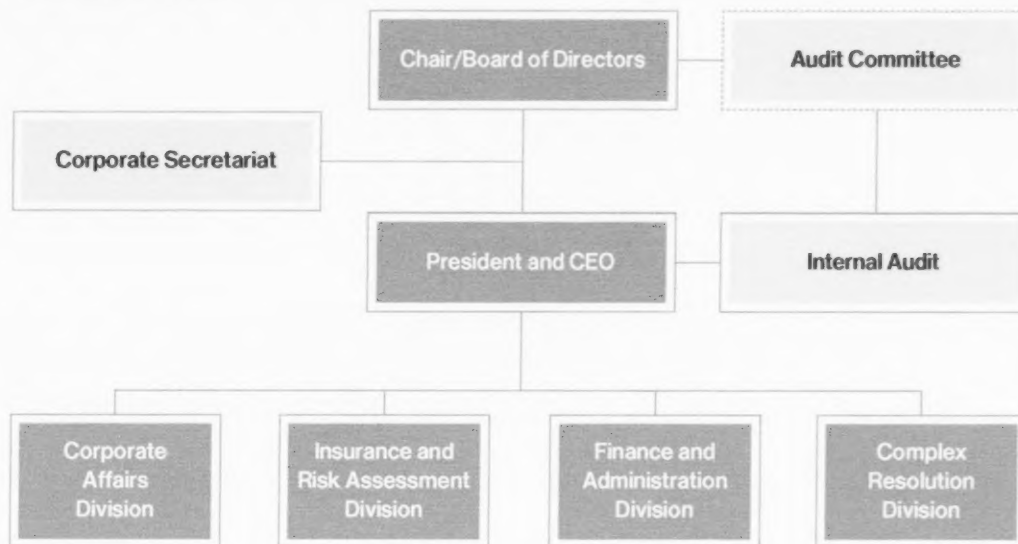 Chair/Board of Directors
Audit Committee
Corporate Secretariat
President and CEO
Internal Audit
Corporate
Affairs
Division
Insurance and
Risk Assessment
Division
Finance and
Administration
Division
Complex
Resolution
Division